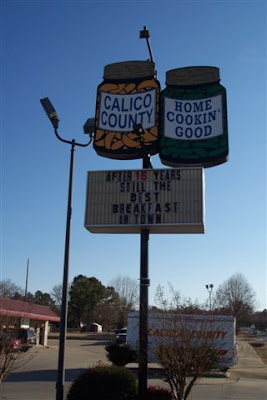 CALICO
COUNTY
HOME
COOKIN'
GOOD
AFTER 16 YEARS
STILL THE
BEST
BREAKFAST
IN TOWN!